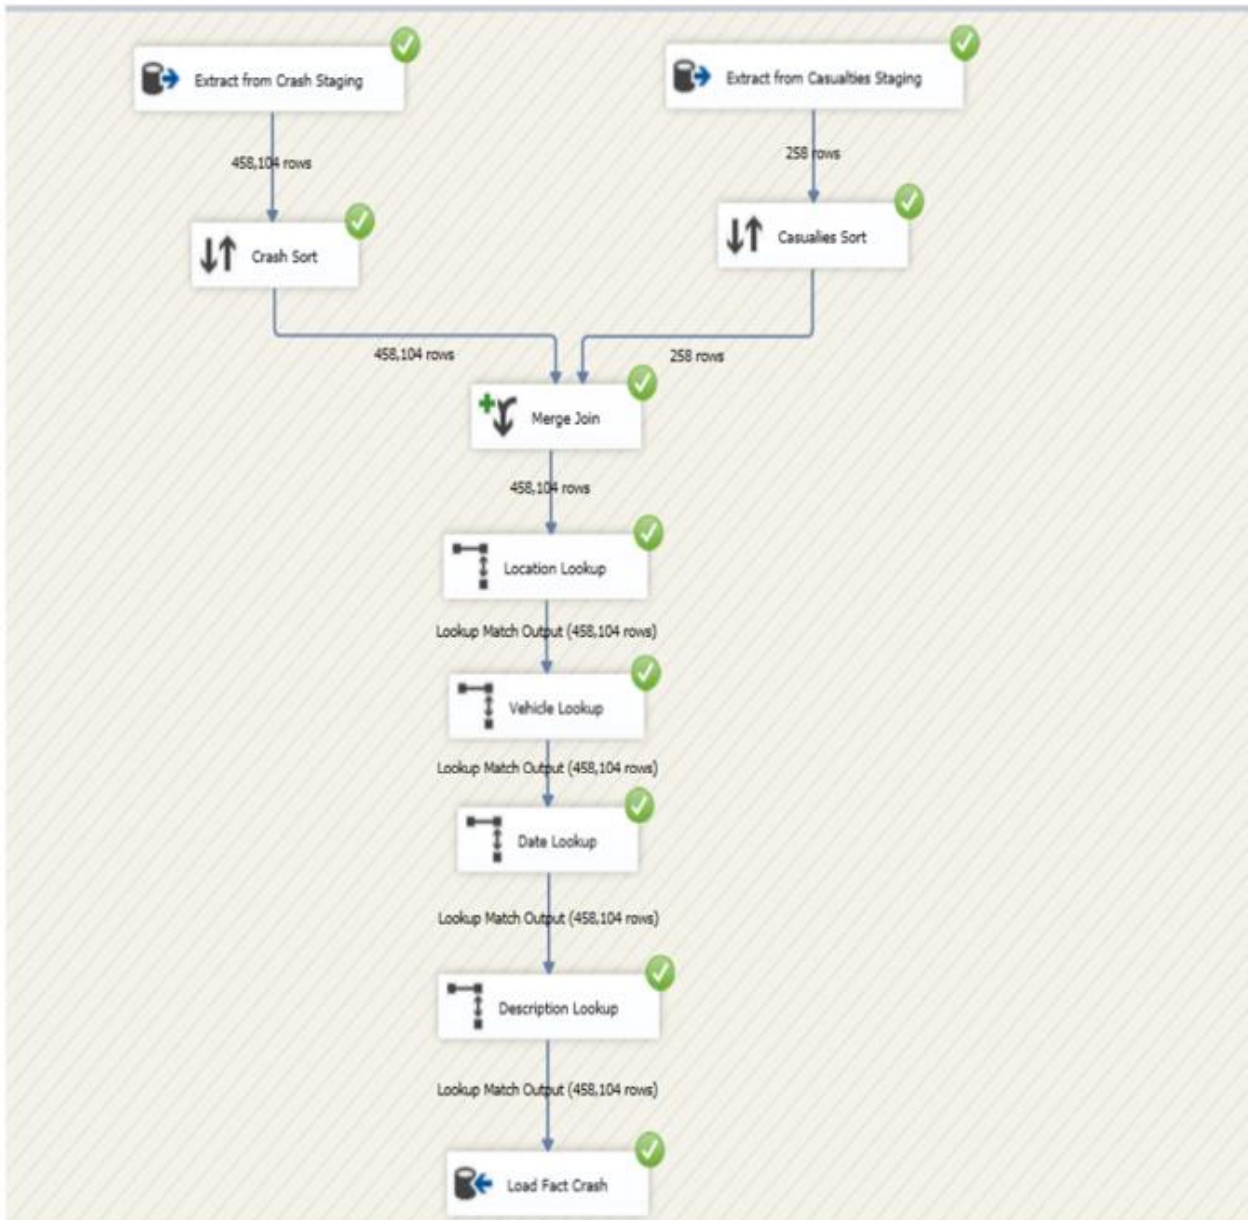 Extract from Crash Staging
Extract from Casualties Staging
458,104 rows
258 rows
Crash Sort
Casualies Sort
458,104 rows
258 rows
Merge Join
458,104 rows
Location Lookup
Lookup Match Output (458,104 rows)
Vehicle Lookup
Lookup Match Output (458,104 rows)
Date Lookup
Lookup Match Output (458,104 rows)
Description Lookup
Lookup Match Output (458,104 rows)
Load Fact Crash